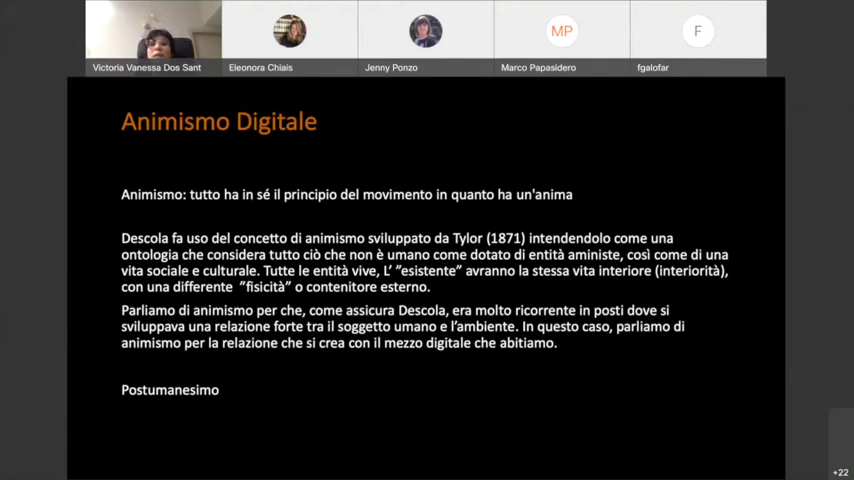 MP
F
Victoria Vanessa Dos Sant
Eleonora Chiais
Jenny Ponzo
Marco Papasidero
fgalofar
Animismo Digitale
Animismo: tutto ha in sé il principio del movimento in quanto ha un'anima
Descola fa uso del concetto di animismo sviluppato da Tylor (1871) intendendolo come una
ontologia che considera tutto ciò che non è umano come dotato di entità aministe, così come di una
vita sociale e culturale. Tutte le entità vive, L' ”esistente” avranno la stessa vita interiore (interiorità),
con una differente ”fisicità” o contenitore esterno.
Parliamo di animismo per che, come assicura Descola, era molto ricorrente in posti dove si
sviluppava una relazione forte tra il soggetto umano e l’ambiente. In questo caso, parliamo di
animismo per la relazione che si crea con il mezzo digitale che abitiamo.
Postumanesimo
+22